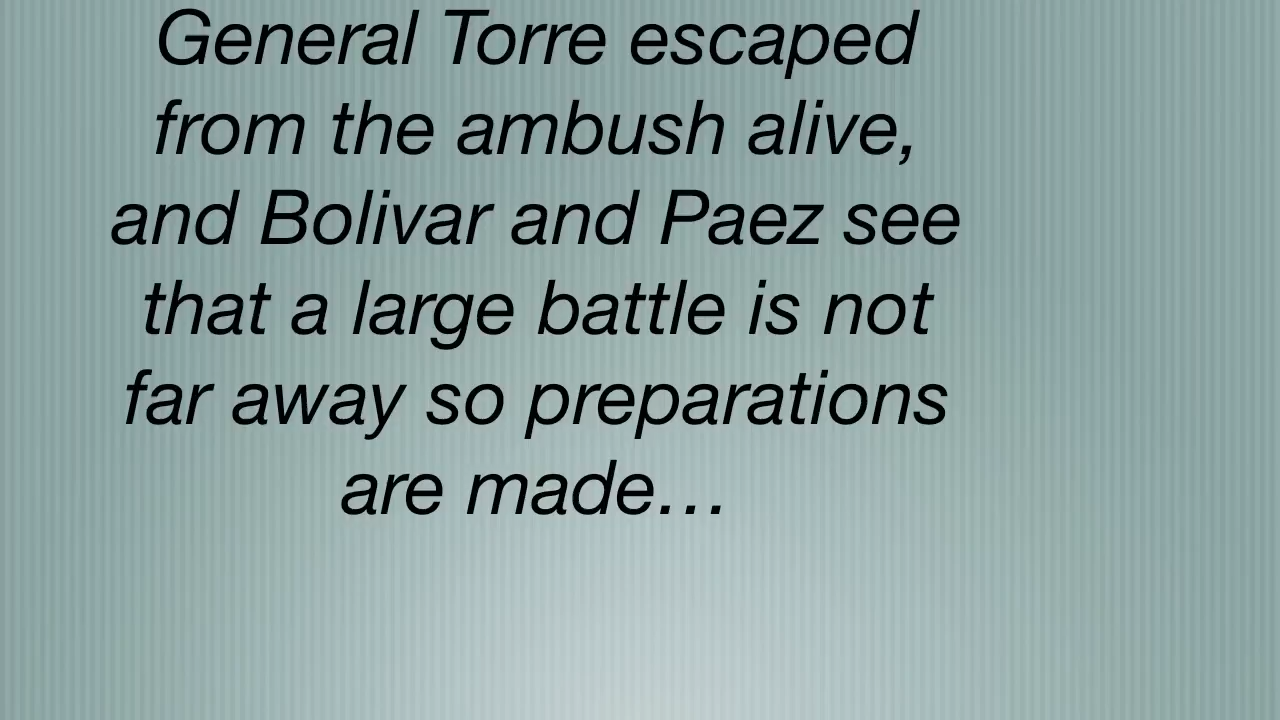 General Torre escaped
from the ambush alive,
and Bolivar and Paez see
that a large battle is not
far away so preparations
are made…